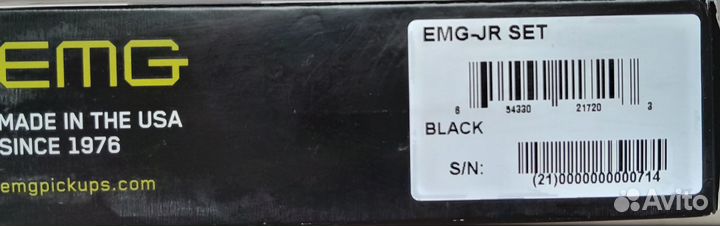 EMG
MADE IN THE USA
SINCE 1976
emgpickups.com
EMG-JR SET
6 54330 21720 3
BLACK
S/N:
(21)0000000000714
Avito